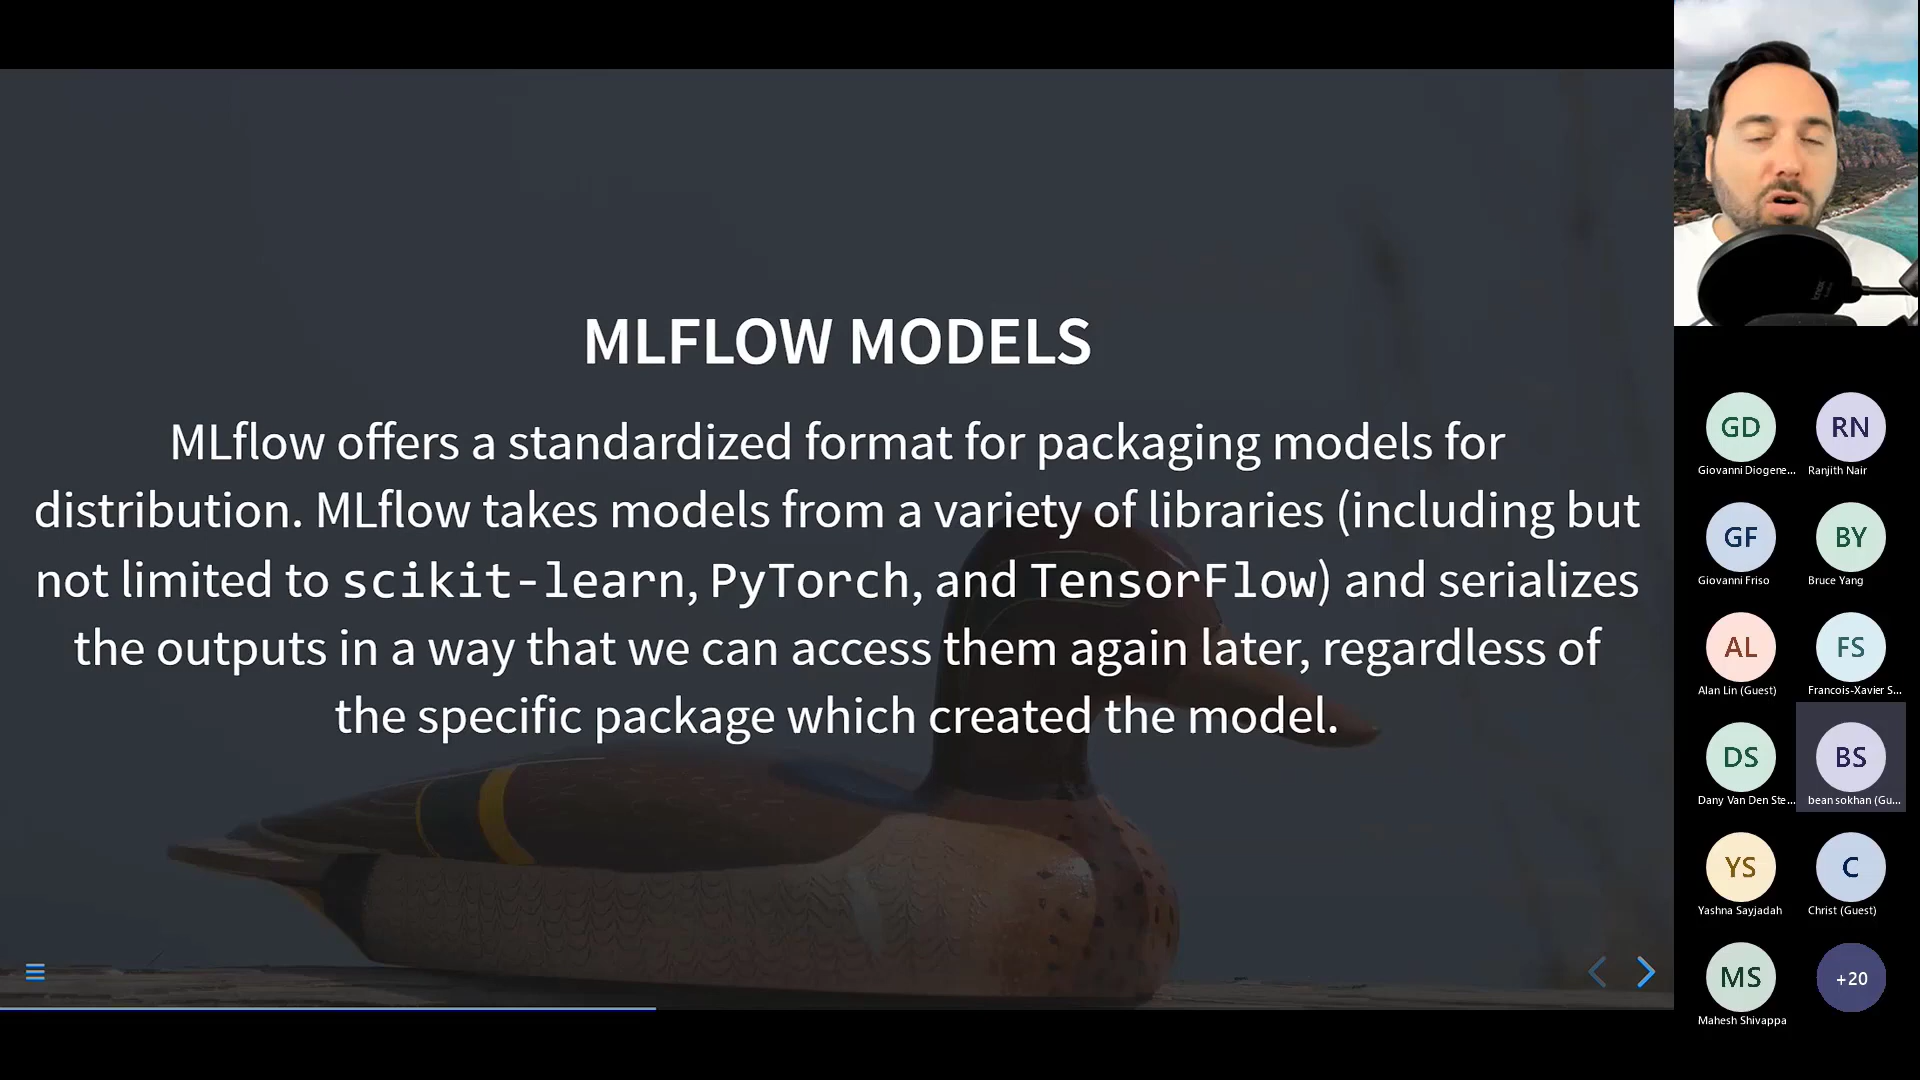 MLFLOW MODELS
MLflow offers a standardized format for packaging models for
distribution. MLflow takes models from a variety of libraries (including but
not limited to scikit-learn, PyTorch, and TensorFlow) and serializes
the outputs in a way that we can access them again later, regardless of
the specific package which created the model.
GD
Giovanni Diogene...
RN
Ranjith Nair
GF
Giovanni Friso
BY
Bruce Yang
AL
Alan Lin (Guest)
FS
Francois-Xavier S...
DS
Dany Van Den Ste...
BS
bean sokhan (Gu...
YS
Yashna Sayjadah
C
Christ (Guest)
MS
Mahesh Shivappa
+20